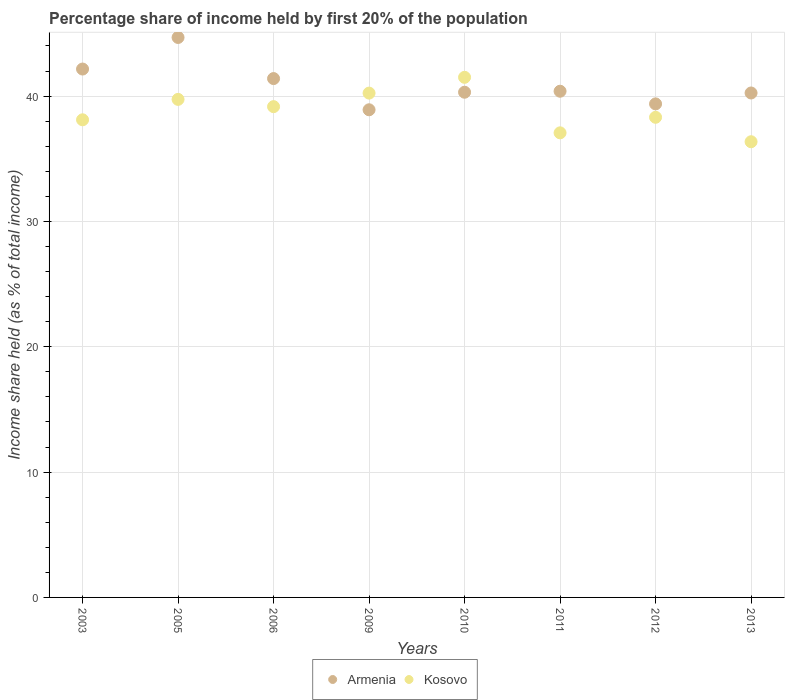 Percentage share of income held by first 20% of the population
Income share held (as % of total income)
40
30
20
10
0
2003
2005
2006
2009
2010
2011
2012
2013
Years
Armenia
Kosovo